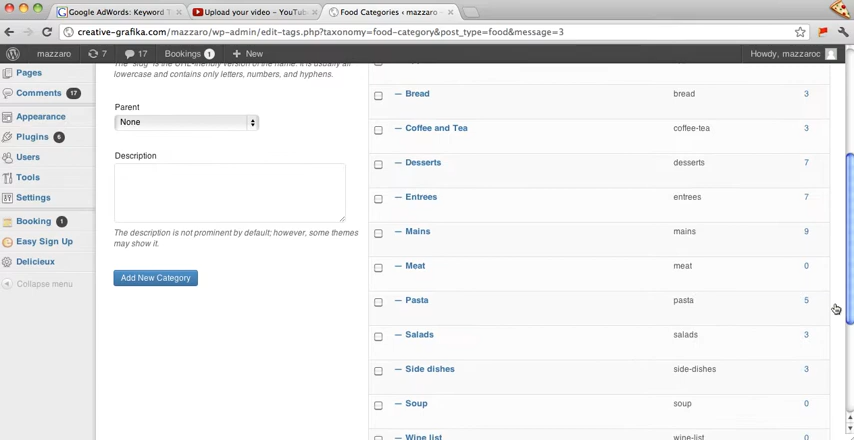 Google AdWords: Keyword T
Upload your video – YouTub
Food Categories ‹ mazzaro —
creative-grafika.com/mazzaro/wp-admin/edit-tags.php?taxonomy=food-category&post_type=food&message=3
mazzaro 7 17 Bookings 1 + New Howdy, mazzaroc
Pages
Comments 17
Appearance
Plugins 6
Users
Tools
Settings
Booking 1
Easy Sign Up
Delicieux
Collapse menu
The "slug" is the URL-friendly version of the name. It is usually all
lowercase and contains only letters, numbers, and hyphens.
Parent
None
Description
The description is not prominent by default; however, some themes
may show it.
Add New Category
— Bread bread 3
— Coffee and Tea coffee-tea 3
— Desserts desserts 7
— Entrees entrees 7
— Mains mains 9
— Meat meat 0
— Pasta pasta 5
— Salads salads 3
— Side dishes side-dishes 3
— Soup soup 0
— Wine list wine-list 0